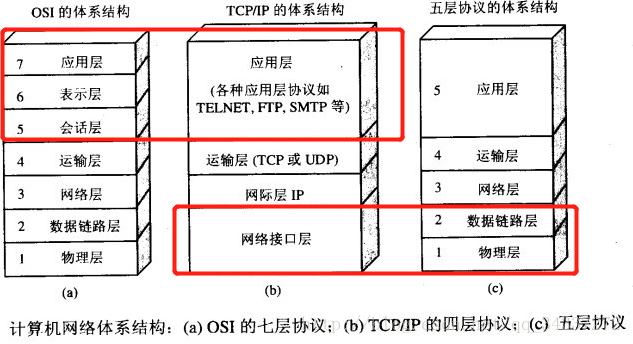 OSI 的体系结构
7 应用层
6 表示层
5 会话层
4 运输层
3 网络层
2 数据链路层
1 物理层
(a)
TCP/IP 的体系结构
应用层
(各种应用层协议如
TELNET, FTP, SMTP 等)
运输层 (TCP 或 UDP)
网际层 IP
网络接口层
(b)
五层协议的体系结构
5 应用层
4 运输层
3 网络层
2 数据链路层
1 物理层
(c)
计算机网络体系结构：(a) OSI 的七层协议；(b) TCP/IP 的四层协议；(c) 五层协议